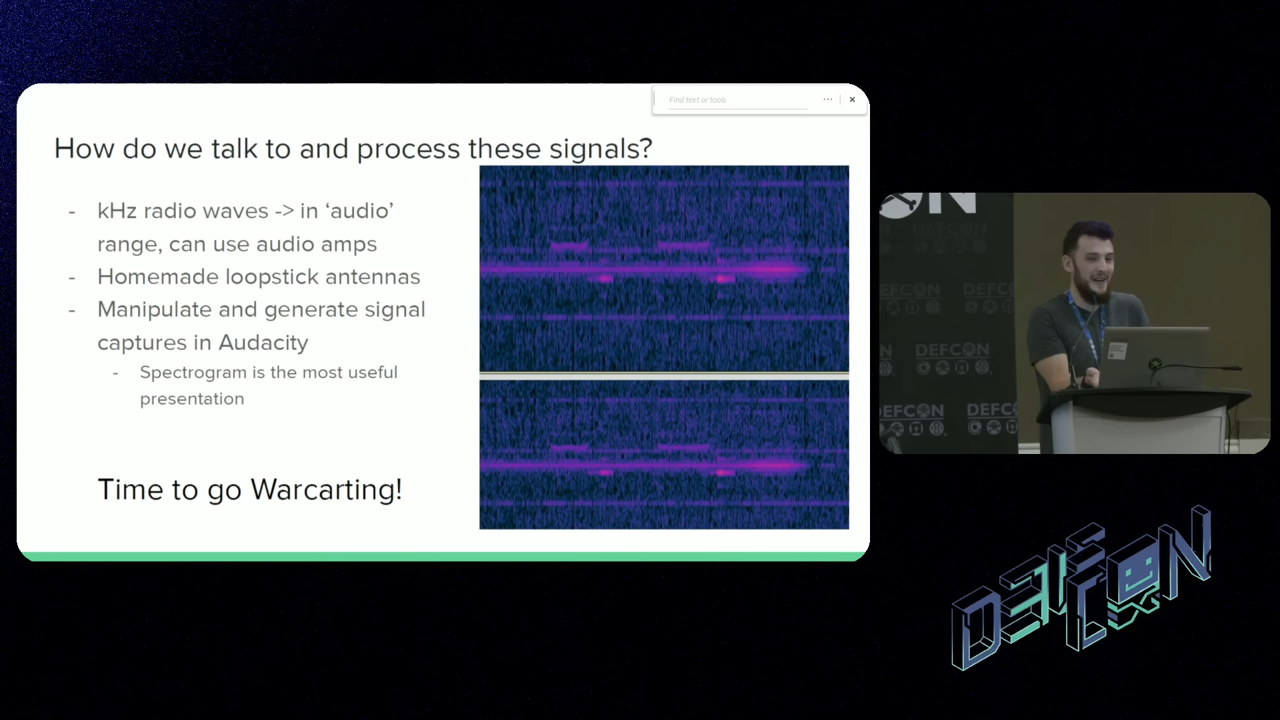 Find text or tools
How do we talk to and process these signals?
- kHz radio waves -> in ‘audio’
range, can use audio amps
- Homemade loopstick antennas
- Manipulate and generate signal
captures in Audacity
- Spectrogram is the most useful
presentation
Time to go Warcarting!
DEFCON
DEFCON
DEFCON